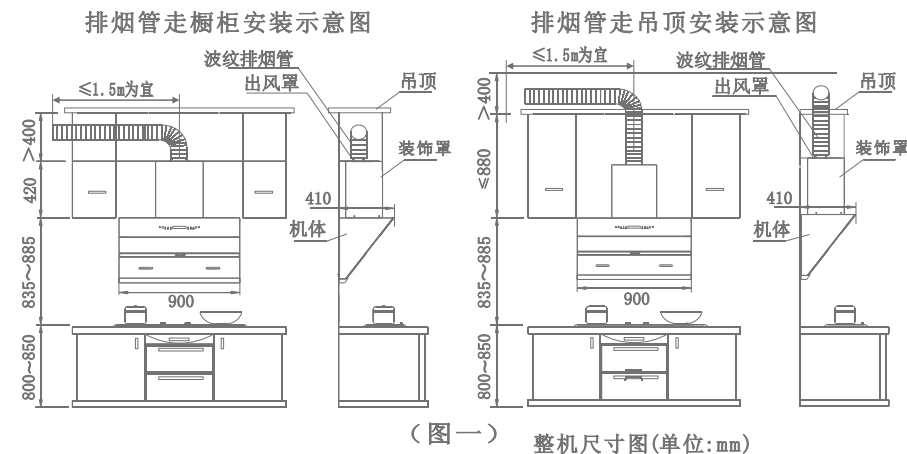 排烟管走橱柜安装示意图
≤1.5m为宜
波纹排烟管
出风罩
吊顶
装饰罩
410
机体
>400
420
835~885
800~850
900
排烟管走吊顶安装示意图
≤1.5m为宜
波纹排烟管
出风罩
吊顶
装饰罩
410
机体
>400
≤880
835~885
800~850
900
(图一)
整机尺寸图(单位:mm)